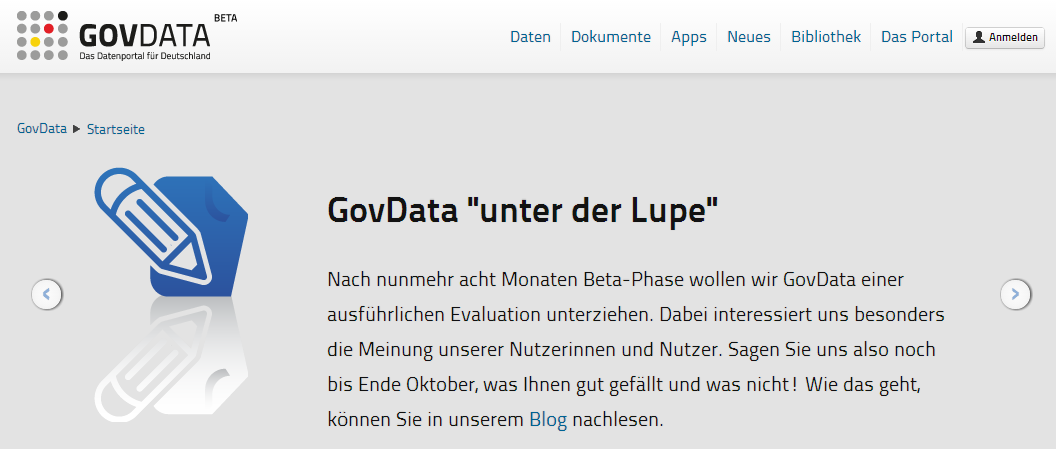 GOVDATA BETA
Das Datenportal für Deutschland
Daten Dokumente Apps Neues Bibliothek Das Portal Anmelden
GovData Startseite
GovData "unter der Lupe"
Nach nunmehr acht Monaten Beta-Phase wollen wir GovData einer
ausführlichen Evaluation unterziehen. Dabei interessiert uns besonders
die Meinung unserer Nutzerinnen und Nutzer. Sagen Sie uns also noch
bis Ende Oktober, was Ihnen gut gefällt und was nicht! Wie das geht,
können Sie in unserem Blog nachlesen.